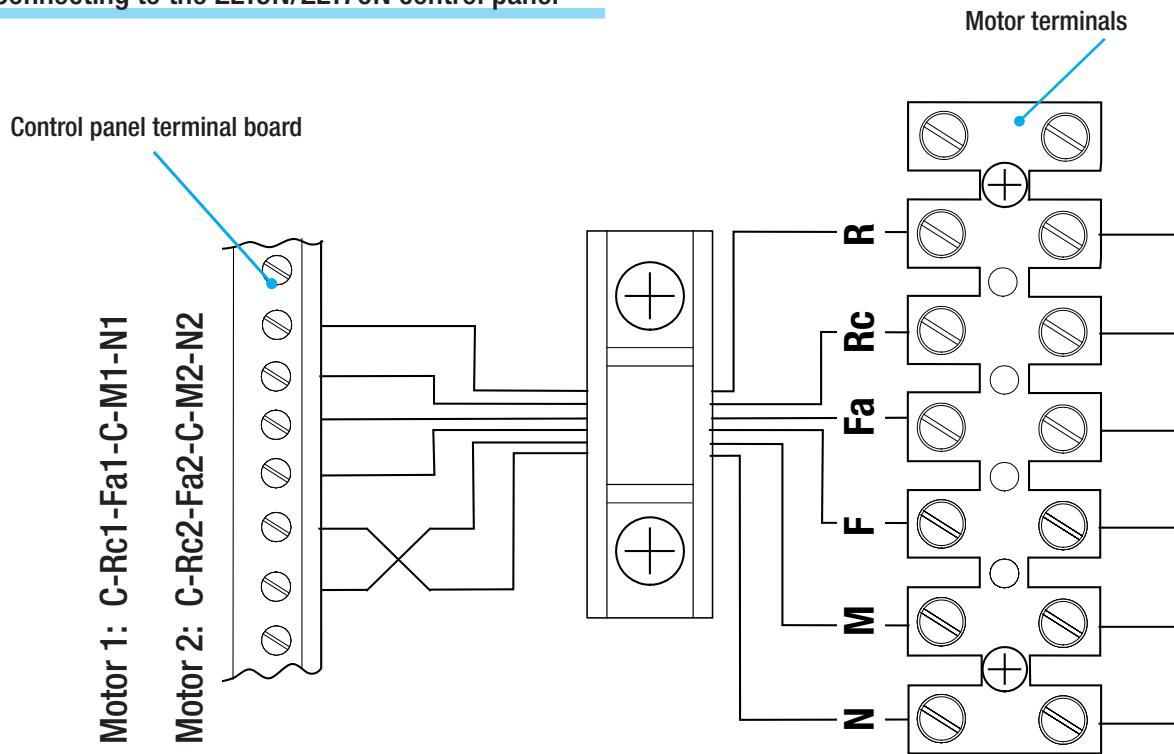 Motor terminals
Control panel terminal board
Motor 1: C-Rc1-Fa1-C-M1-N1
Motor 2: C-Rc2-Fa2-C-M2-N2
R
Rc
Fa
F
M
N